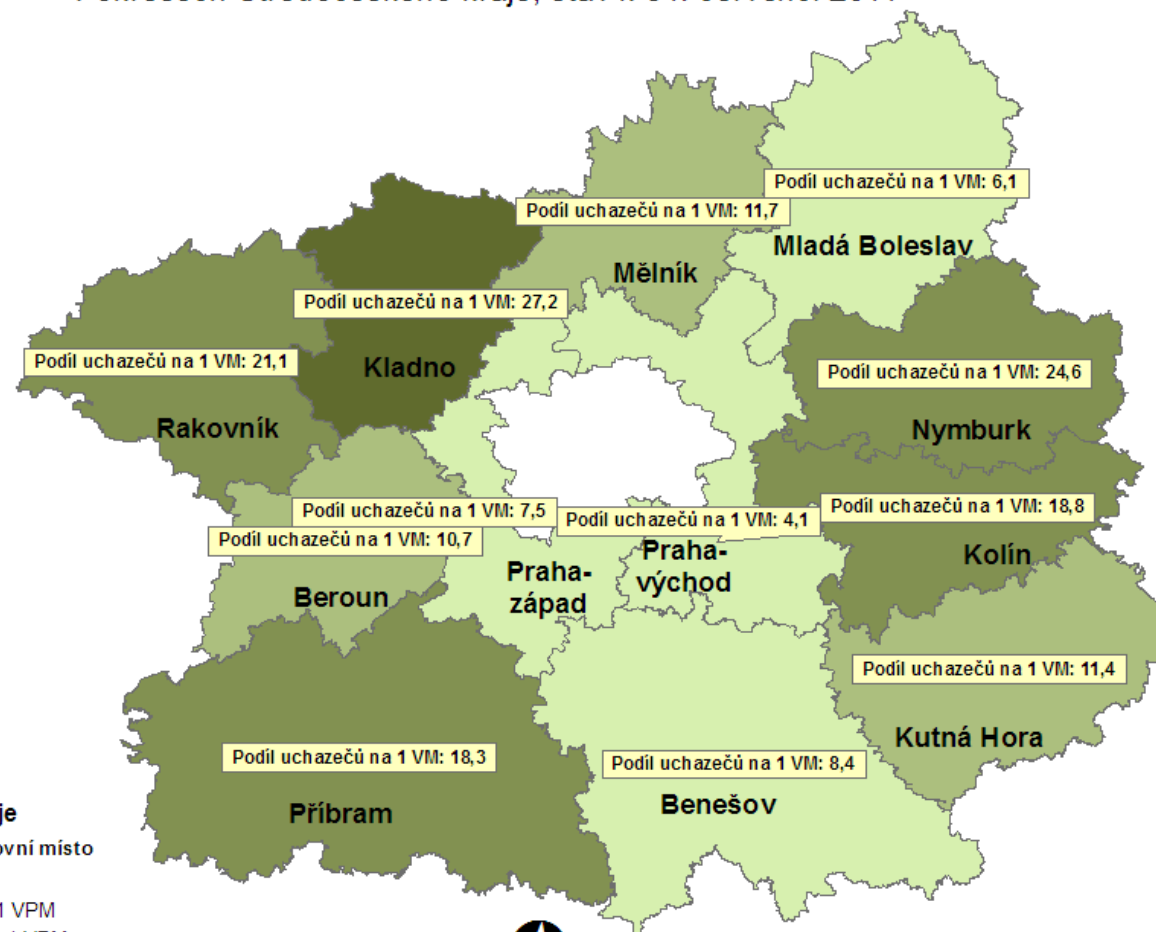 Podíl uchazečů na 1 VM: 6,1
Mladá Boleslav
Podíl uchazečů na 1 VM: 11,7
Mělník
Podíl uchazečů na 1 VM: 27,2
Kladno
Podíl uchazečů na 1 VM: 21,1
Rakovník
Podíl uchazečů na 1 VM: 24,6
Nymburk
Podíl uchazečů na 1 VM: 7,5
Podíl uchazečů na 1 VM: 4,1
Podíl uchazečů na 1 VM: 18,8
Podíl uchazečů na 1 VM: 10,7
Praha-
východ
Kolín
Praha-
západ
Beroun
Podíl uchazečů na 1 VM: 11,4
Kutná Hora
Podíl uchazečů na 1 VM: 18,3
Příbram
Podíl uchazečů na 1 VM: 8,4
Benešov
je
ovní místo
VPM